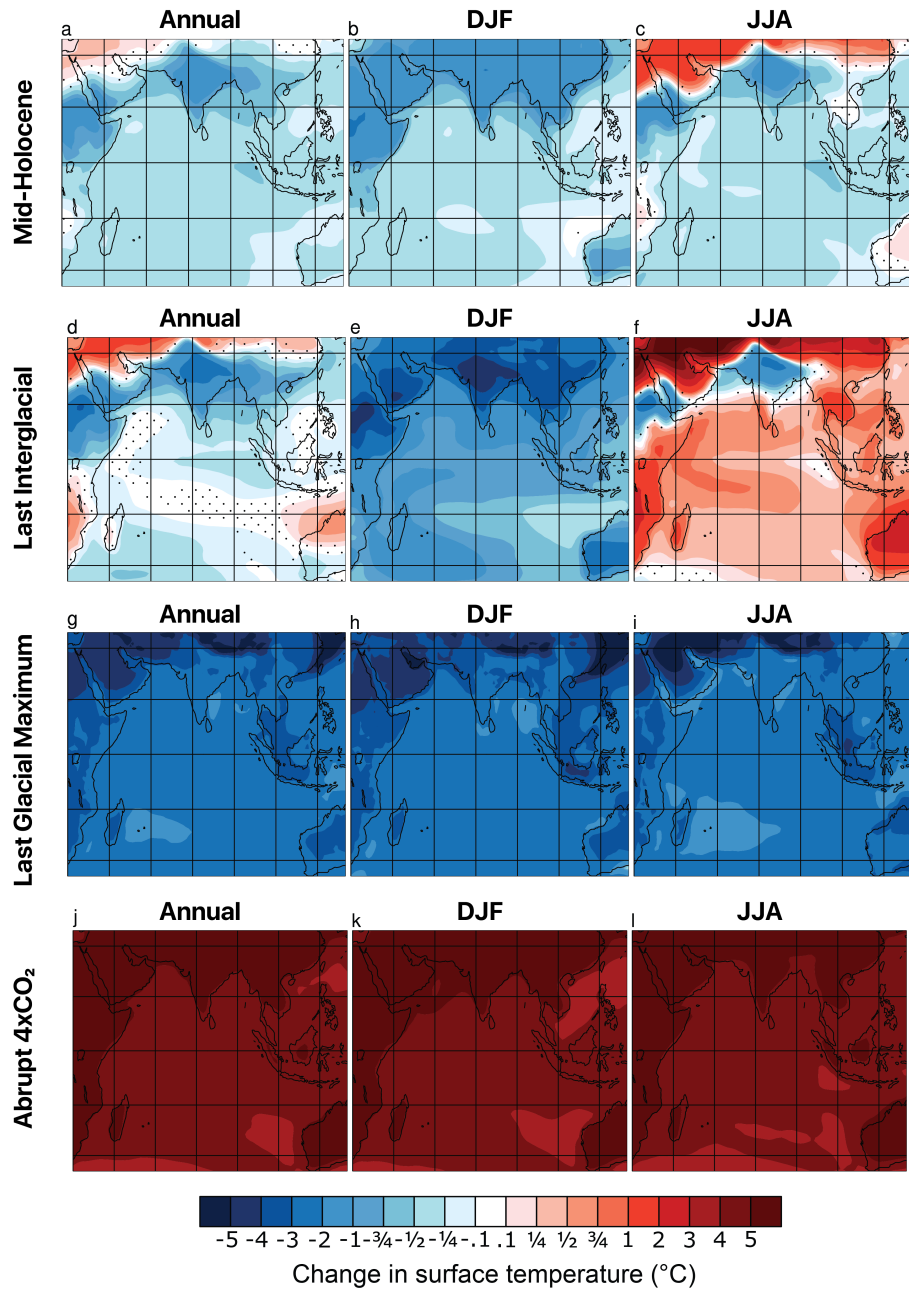 Annual DJF JJA
a b c
Mid-Holocene
Annual DJF JJA
d e f
Last Interglacial
Annual DJF JJA
g h i
Last Glacial Maximum
Annual DJF JJA
j k l
Abrupt 4xCO₂
-5 -4 -3 -2 -1 -¾ -½ -¼ -.1 .1 ¼ ½ ¾ 1 2 3 4 5
Change in surface temperature (°C)